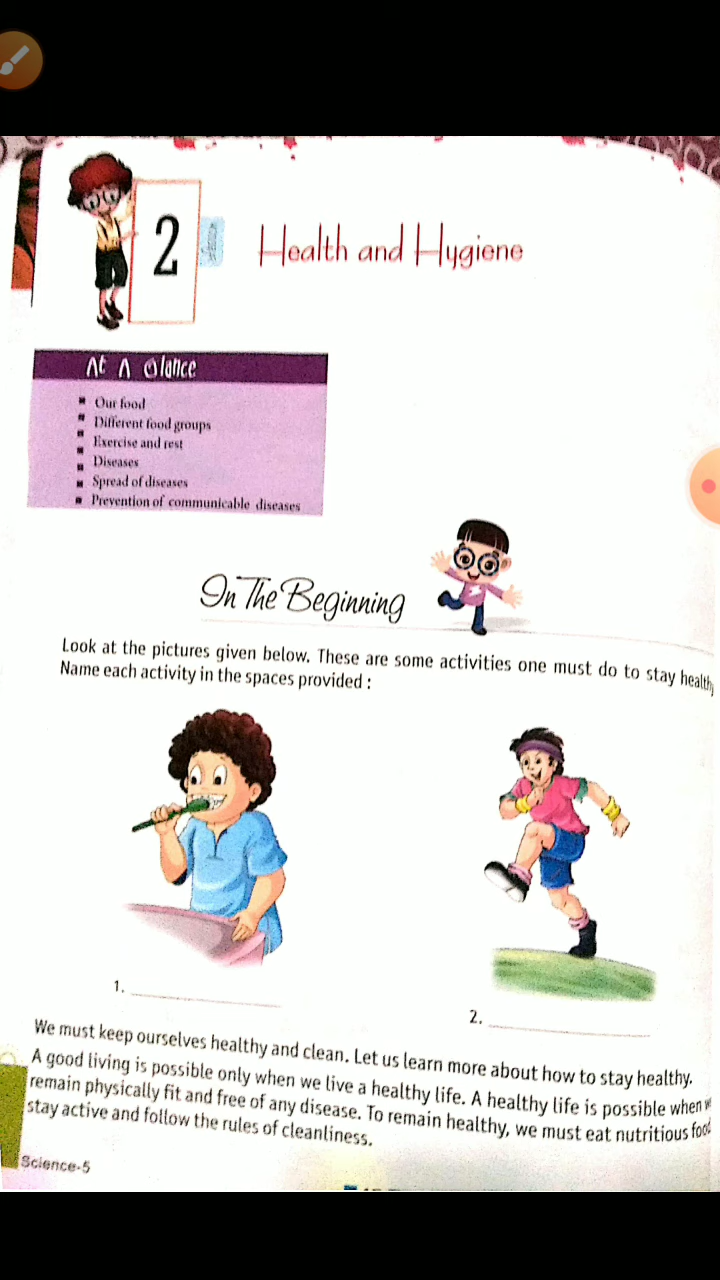 2
Health and Hygiene
At A Glance
Our food
Different food groups
Exercise and rest
Diseases
Spread of diseases
Prevention of communicable diseases
In The Beginning
Look at the pictures given below. These are some activities one must do to stay healthy
Name each activity in the spaces provided :
1.
2.
We must keep ourselves healthy and clean. Let us learn more about how to stay healthy.
A good living is possible only when we live a healthy life. A healthy life is possible when
remain physically fit and free of any disease. To remain healthy, we must eat nutritious food
stay active and follow the rules of cleanliness.
Science-5